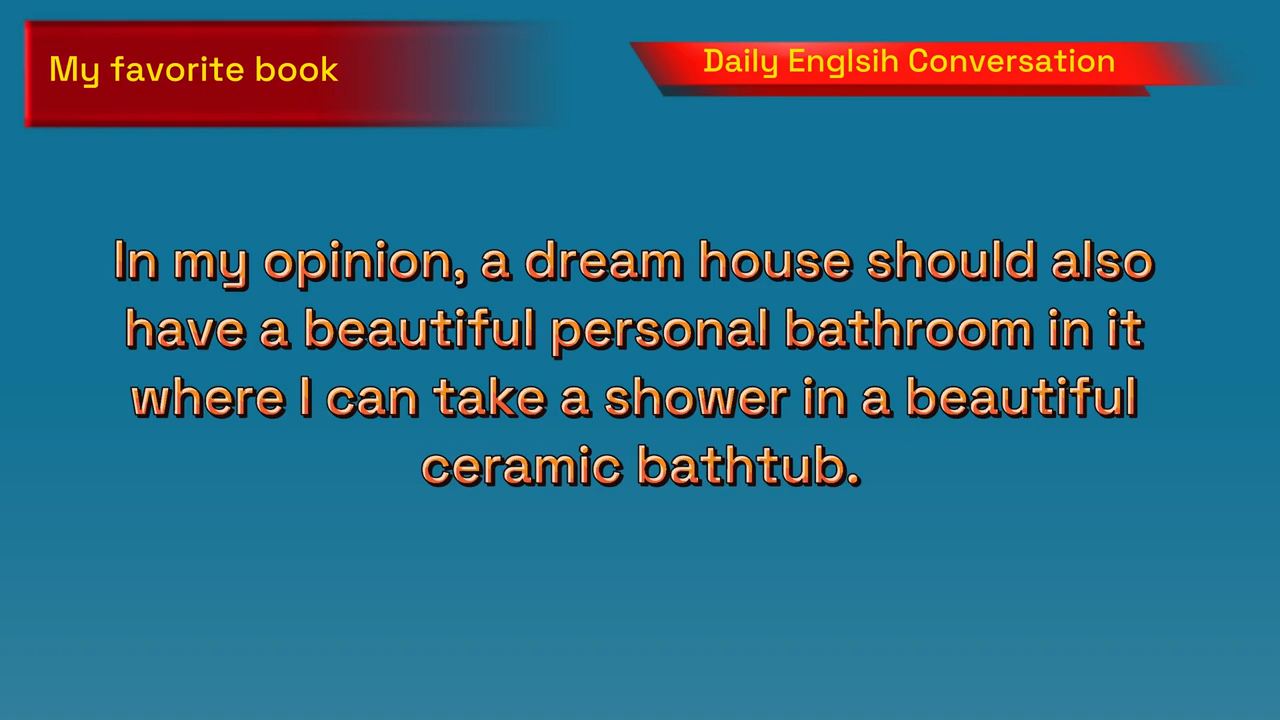 My favorite book
Daily Englsih Conversation
In my opinion, a dream house should also
have a beautiful personal bathroom in it
where I can take a shower in a beautiful
ceramic bathtub.